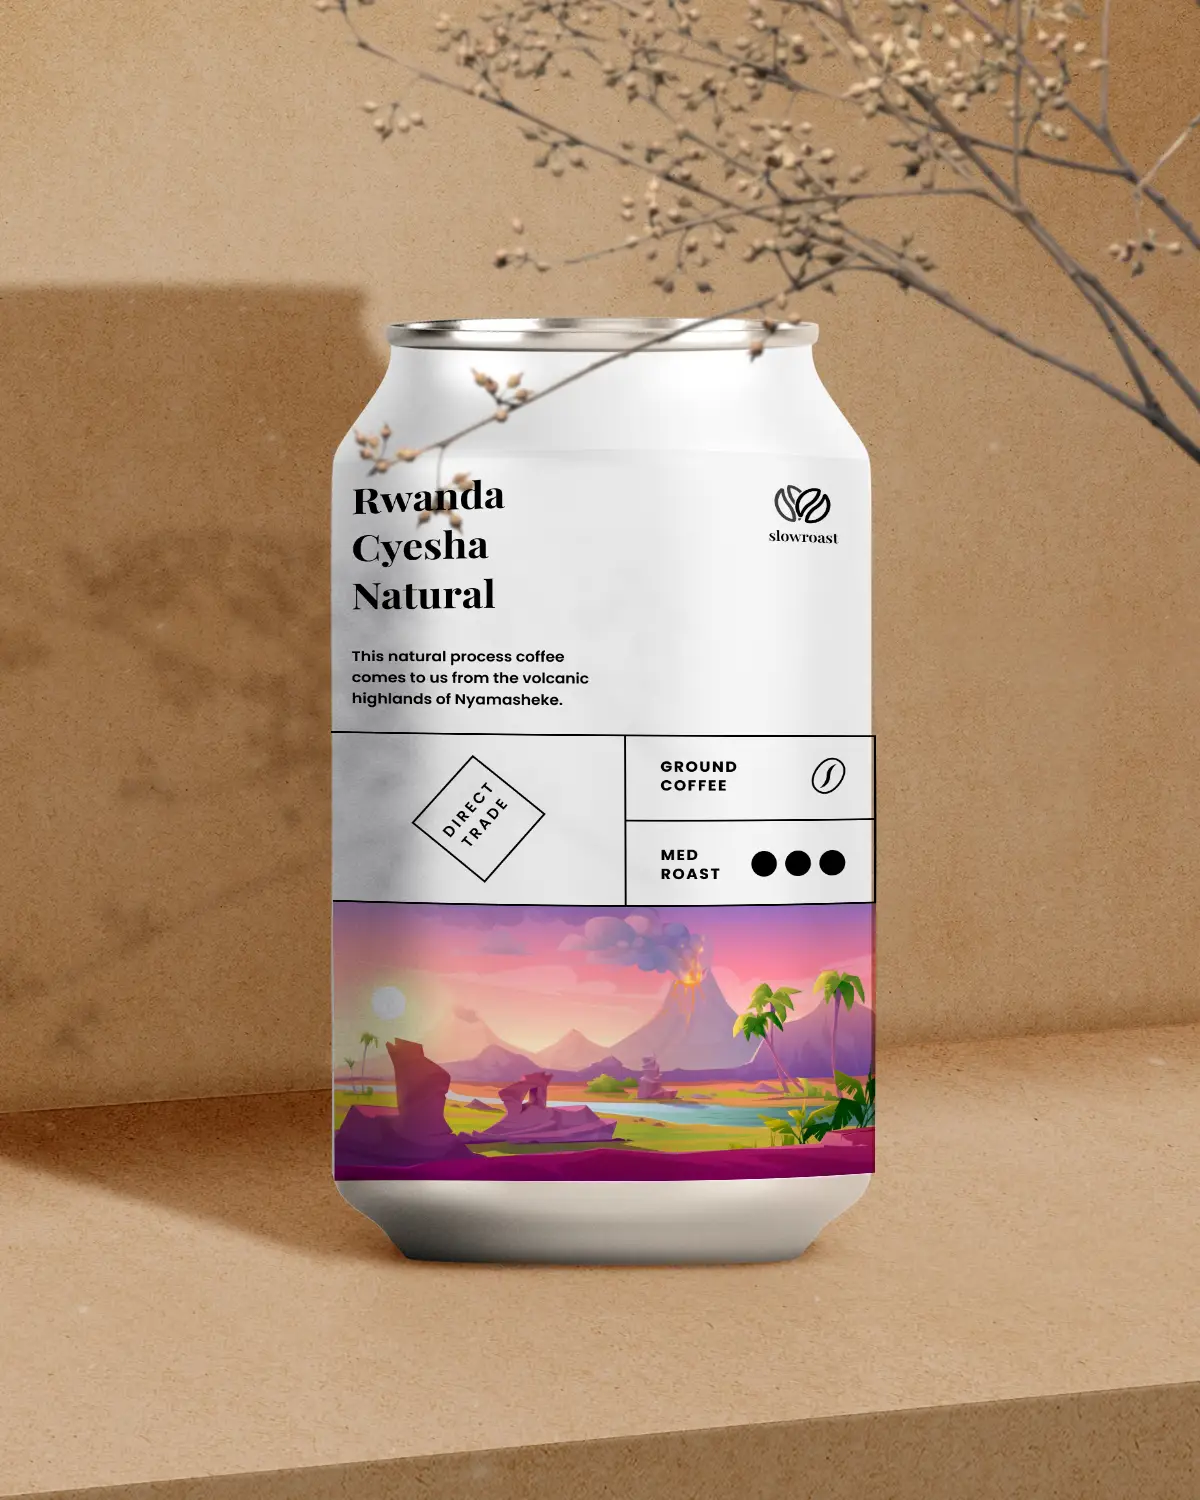 Rwanda
Cyesha
Natural
slowroast
This natural process coffee
comes to us from the volcanic
highlands of Nyamasheke.
DIRECT
TRADE
GROUND
COFFEE
MED
ROAST